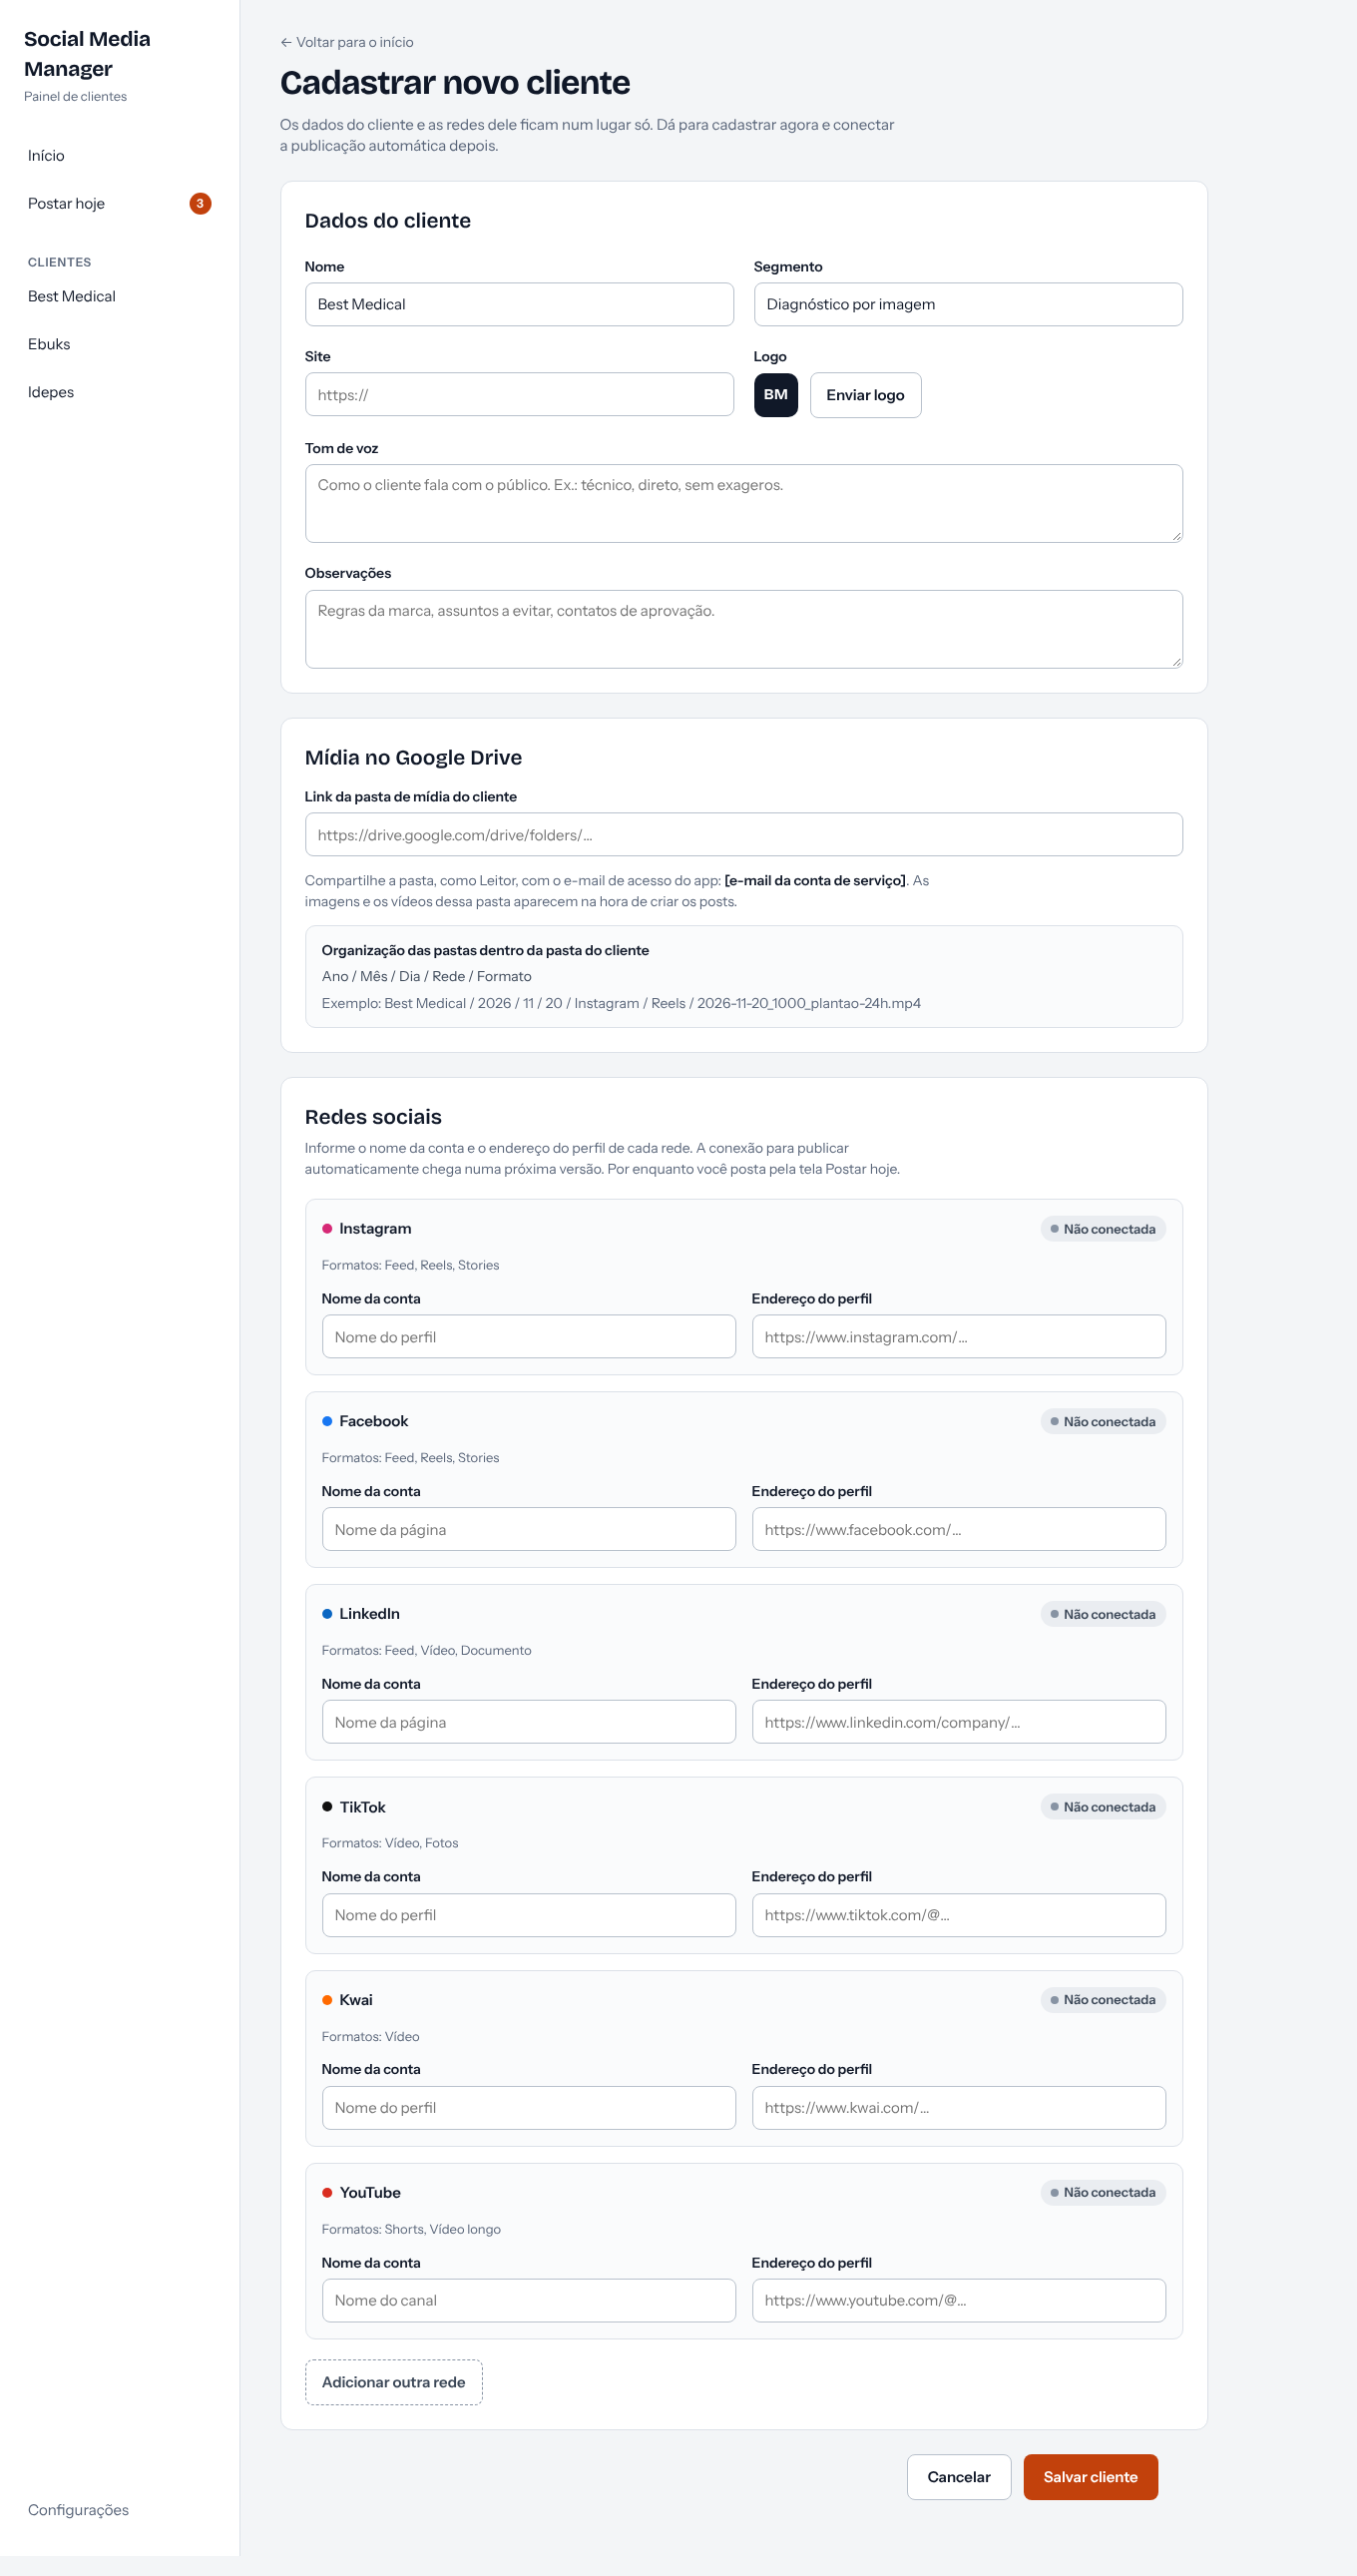 Social Media
Manager
Painel de clientes
Início
Postar hoje
3
CLIENTES
Best Medical
Ebuks
Idepes
Configurações
← Voltar para o início
Cadastrar novo cliente
Os dados do cliente e as redes dele ficam num lugar só. Dá para cadastrar agora e conectar
a publicação automática depois.
Dados do cliente
Nome
Segmento
Best Medical
Diagnóstico por imagem
Site
Logo
https://
BM
Enviar logo
Tom de voz
Como o cliente fala com o público. Ex.: técnico, direto, sem exageros.
Observações
Regras da marca, assuntos a evitar, contatos de aprovação.
Mídia no Google Drive
Link da pasta de mídia do cliente
https://drive.google.com/drive/folders/...
Compartilhe a pasta, como Leitor, com o e-mail de acesso do app: [e-mail da conta de serviço]. As
imagens e os vídeos dessa pasta aparecem na hora de criar os posts.
Organização das pastas dentro da pasta do cliente
Ano / Mês / Dia / Rede / Formato
Exemplo: Best Medical / 2026 / 11 / 20 / Instagram / Reels / 2026-11-20_1000_plantao-24h.mp4
Redes sociais
Informe o nome da conta e o endereço do perfil de cada rede. A conexão para publicar
automaticamente chega numa próxima versão. Por enquanto você posta pela tela Postar hoje.
Instagram
Não conectada
Formatos: Feed, Reels, Stories
Nome da conta
Endereço do perfil
Nome do perfil
https://www.instagram.com/...
Facebook
Não conectada
Formatos: Feed, Reels, Stories
Nome da conta
Endereço do perfil
Nome da página
https://www.facebook.com/...
LinkedIn
Não conectada
Formatos: Feed, Vídeo, Documento
Nome da conta
Endereço do perfil
Nome da página
https://www.linkedin.com/company/...
TikTok
Não conectada
Formatos: Vídeo, Fotos
Nome da conta
Endereço do perfil
Nome do perfil
https://www.tiktok.com/@...
Kwai
Não conectada
Formatos: Vídeo
Nome da conta
Endereço do perfil
Nome do perfil
https://www.kwai.com/...
YouTube
Não conectada
Formatos: Shorts, Vídeo longo
Nome da conta
Endereço do perfil
Nome do canal
https://www.youtube.com/@...
Adicionar outra rede
Cancelar
Salvar cliente